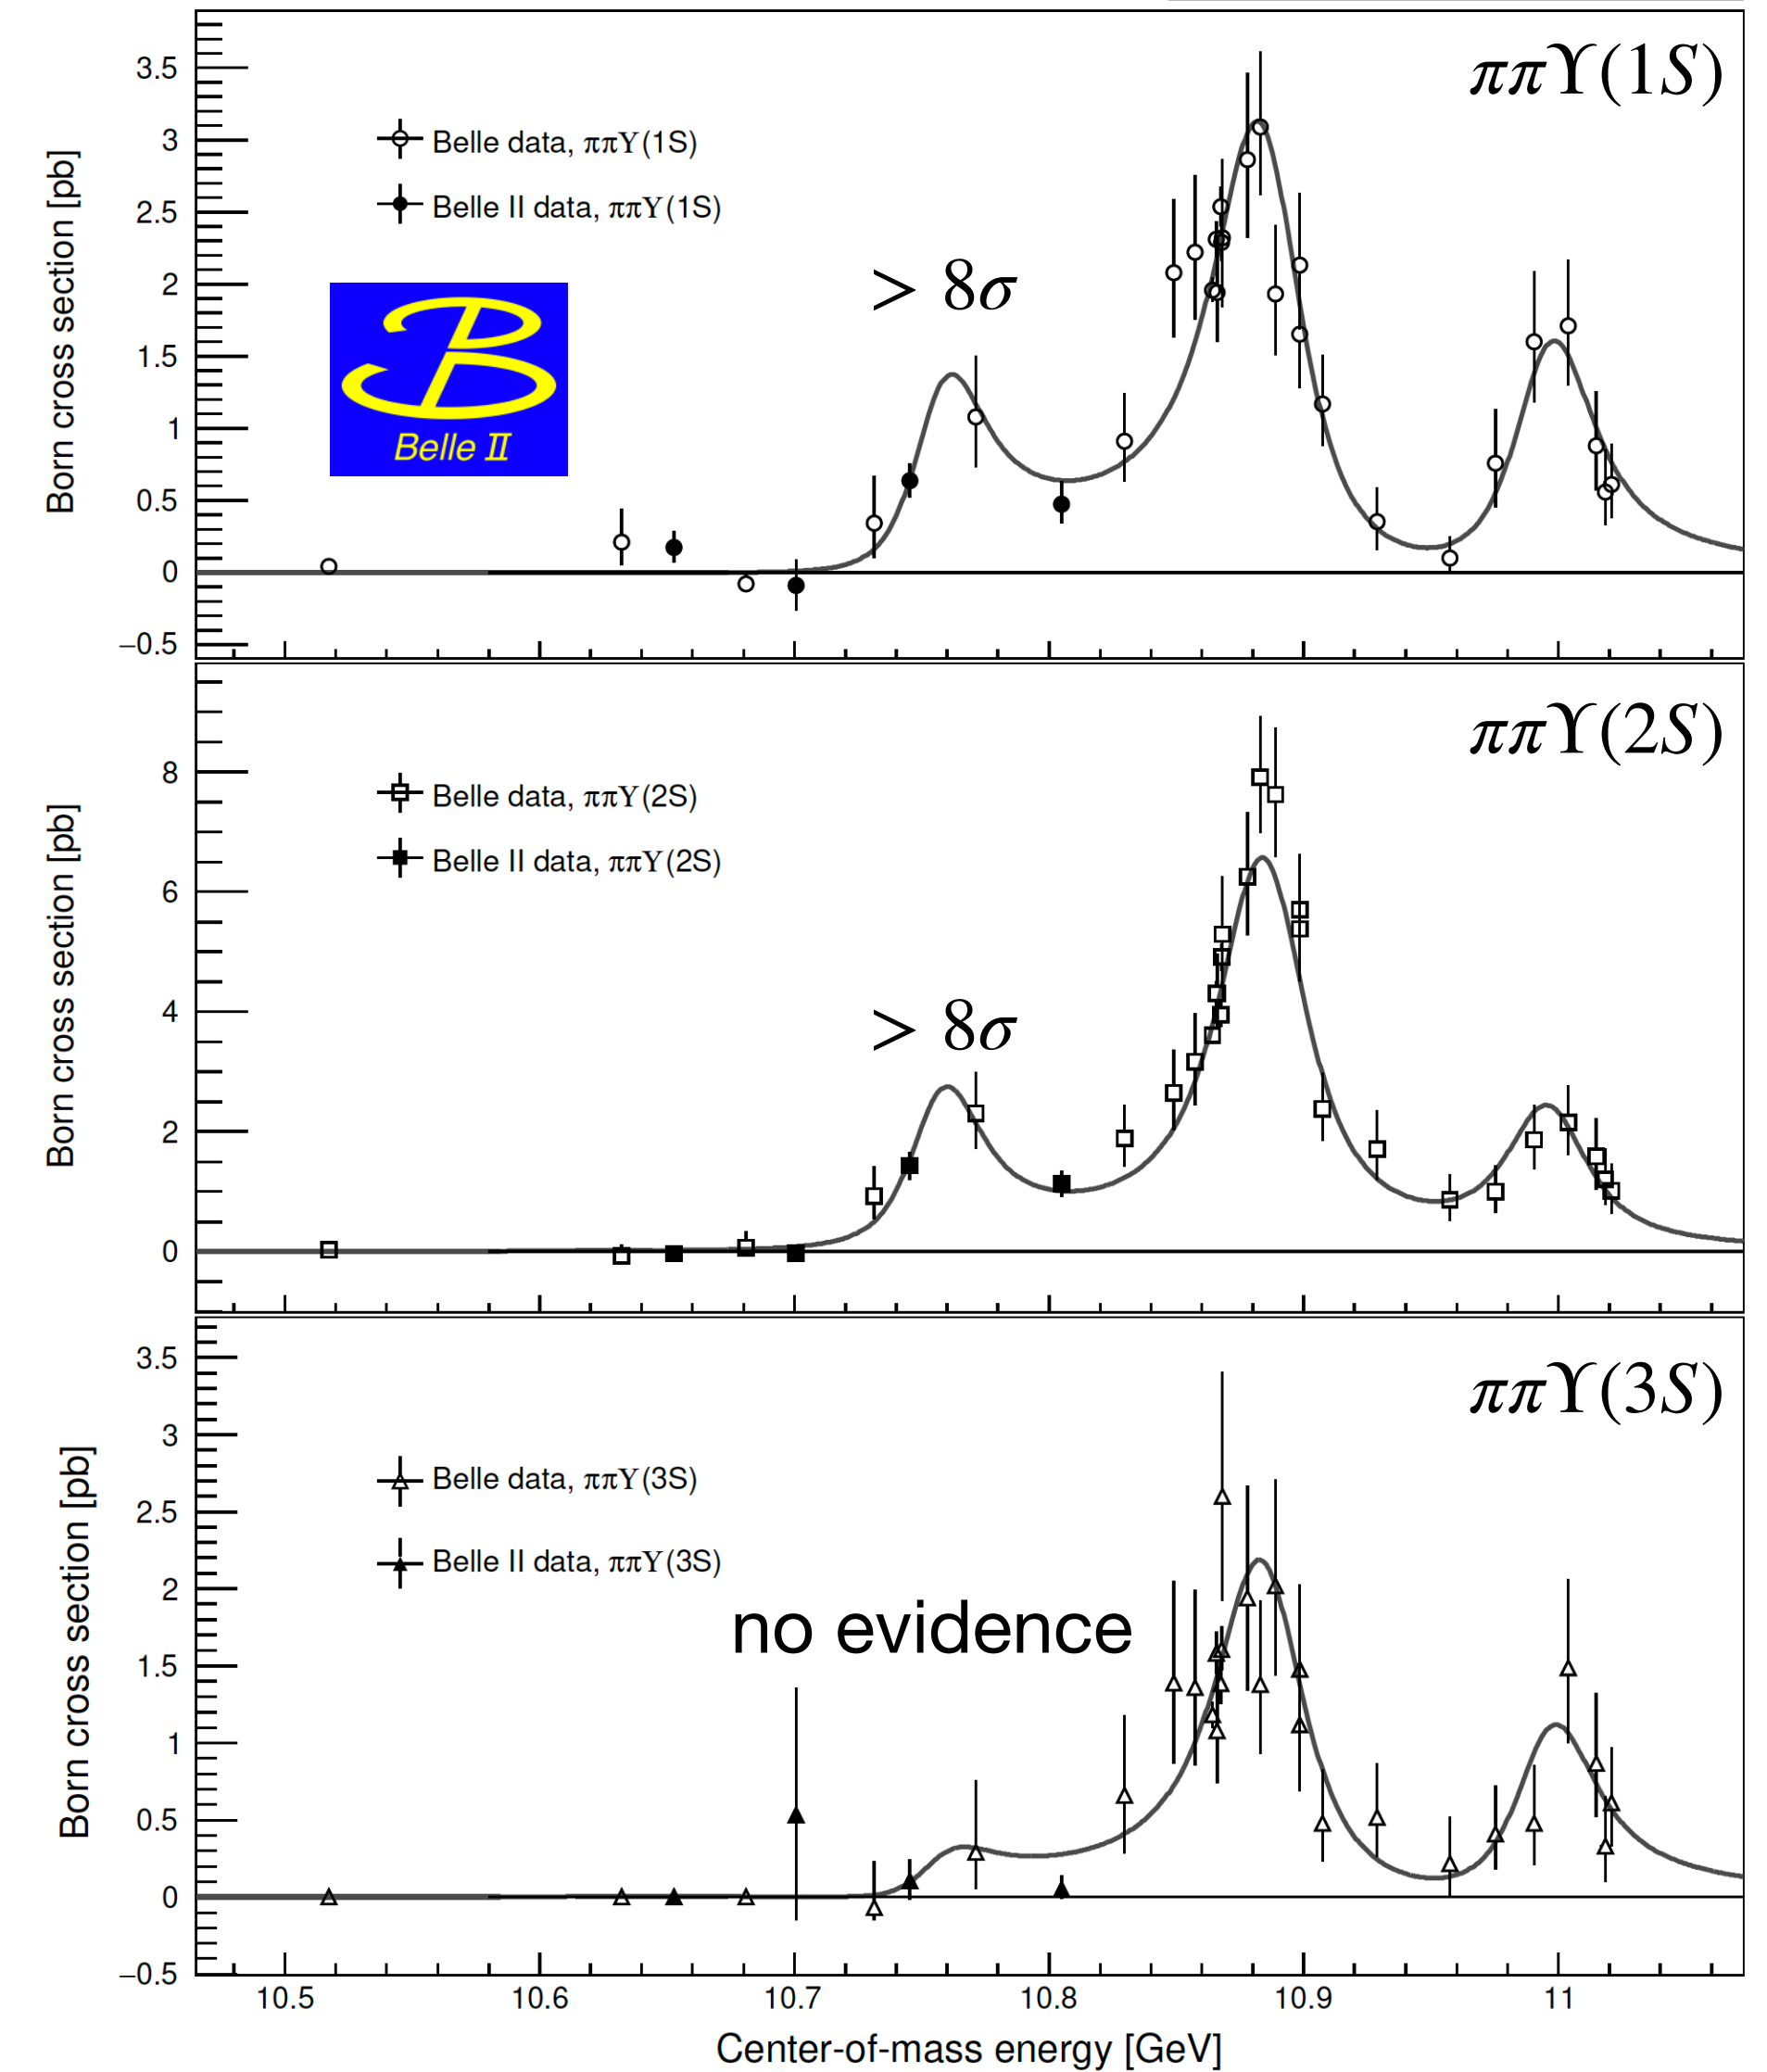 ππϒ(1S)
3.5
3
2.5
2
1.5
1
0.5
0
−0.5
Born cross section [pb]
Belle data, ππΥ(1S)
Belle II data, ππΥ(1S)
> 8σ
B
Belle II
ππϒ(2S)
8
6
4
2
0
Born cross section [pb]
Belle data, ππΥ(2S)
Belle II data, ππΥ(2S)
> 8σ
ππϒ(3S)
3.5
3
2.5
2
1.5
1
0.5
0
−0.5
Born cross section [pb]
Belle data, ππΥ(3S)
Belle II data, ππΥ(3S)
no evidence
10.5 10.6 10.7 10.8 10.9 11
Center-of-mass energy [GeV]